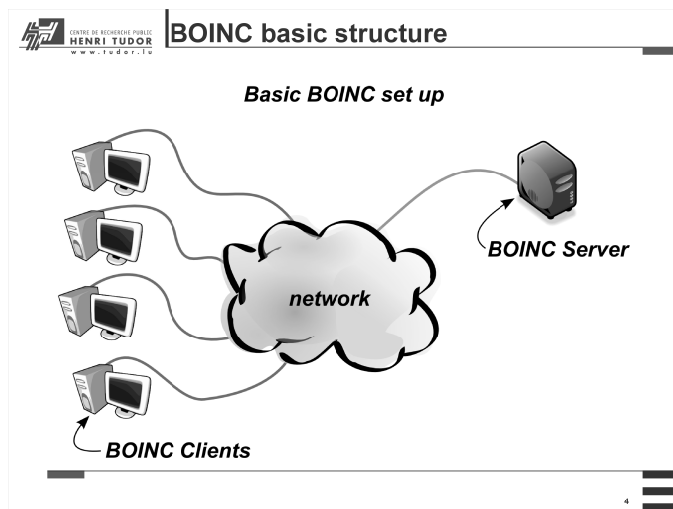 CENTRE DE RECHERCHE PUBLIC
HENRI TUDOR
www.tudor.lu
BOINC basic structure
Basic BOINC set up
BOINC Server
network
BOINC Clients
4